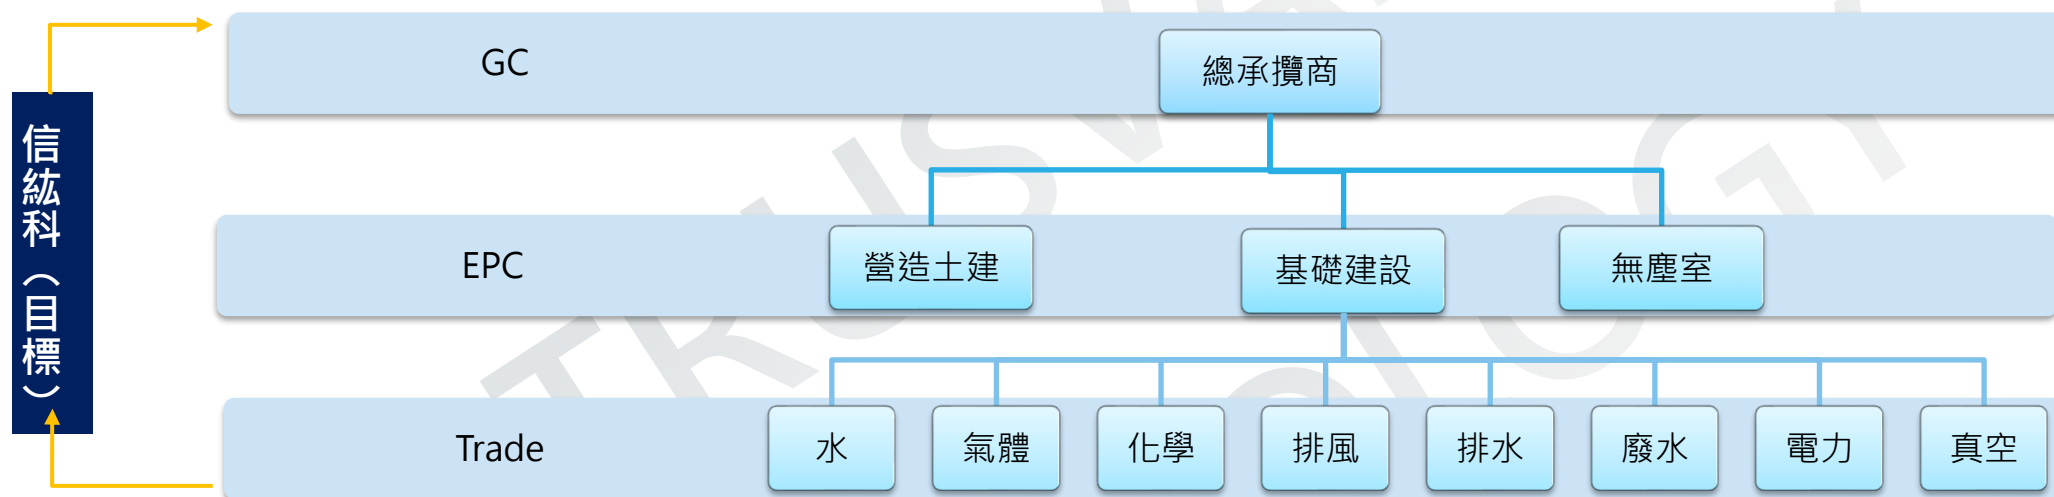 GC
總承攬商
信紘科（目標）
EPC
營造土建
基礎建設
無塵室
Trade
水
氣體
化學
排風
排水
廢水
電力
真空